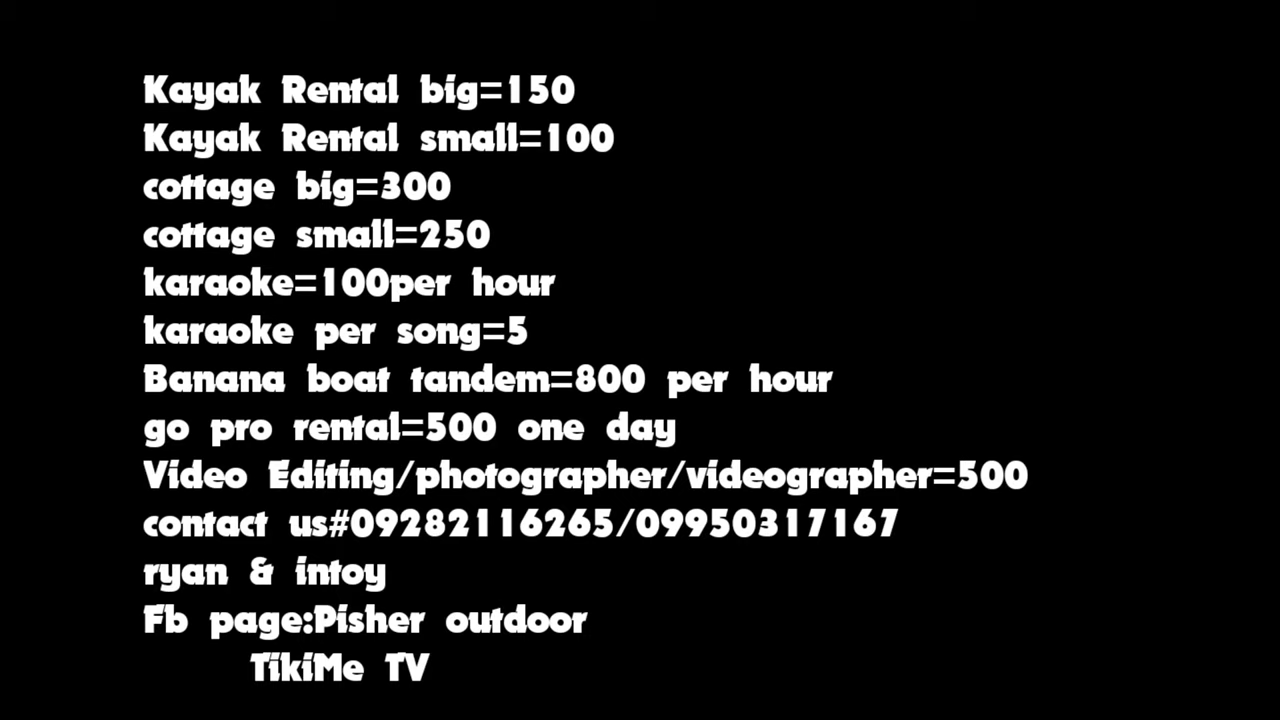 Kayak Rental big=150
Kayak Rental small=100
cottage big=300
cottage small=250
karaoke=100per hour
karaoke per song=5
Banana boat tandem=800 per hour
go pro rental=500 one day
Video Editing/photographer/videographer=500
contact us#09282116265/09950317167
ryan & intoy
Fb page:Pisher outdoor
TikiMe TV